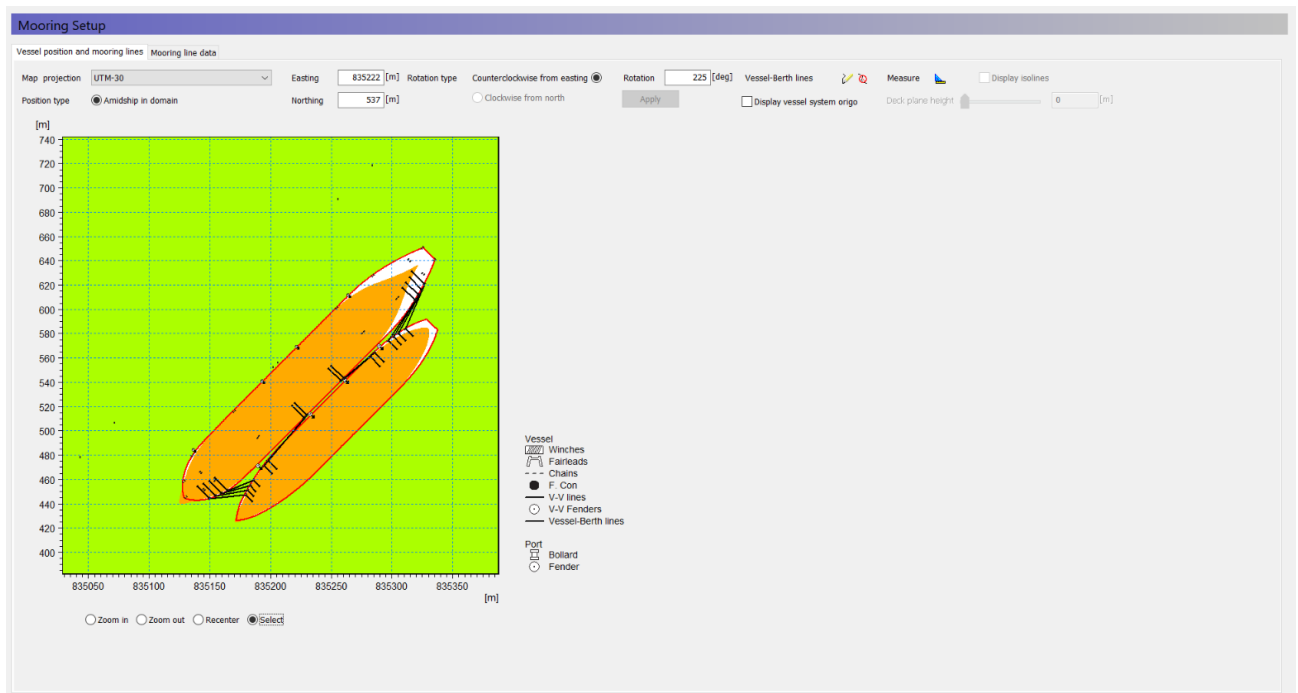 Mooring Setup
Vessel position and mooring lines Mooring line data
Map projection UTM-30 Easting 835222 [m] Rotation type Counterclockwise from easting Rotation 225 [deg] Vessel-Berth lines Measure Display isolines
Position type Amidship in domain Northing 537 [m] Clockwise from north Apply Display vessel system origo Deck plane height 0 [m]
[m]
740
720
700
680
660
640
620
600
580
560
540
520
500
480
460
440
420
400
835050 835100 835150 835200 835250 835300 835350
[m]
Vessel
Winches
Fairleads
Chains
F. Con
V-V lines
V-V Fenders
Vessel-Berth lines
Port
Bollard
Fender
Zoom in Zoom out Recenter Select